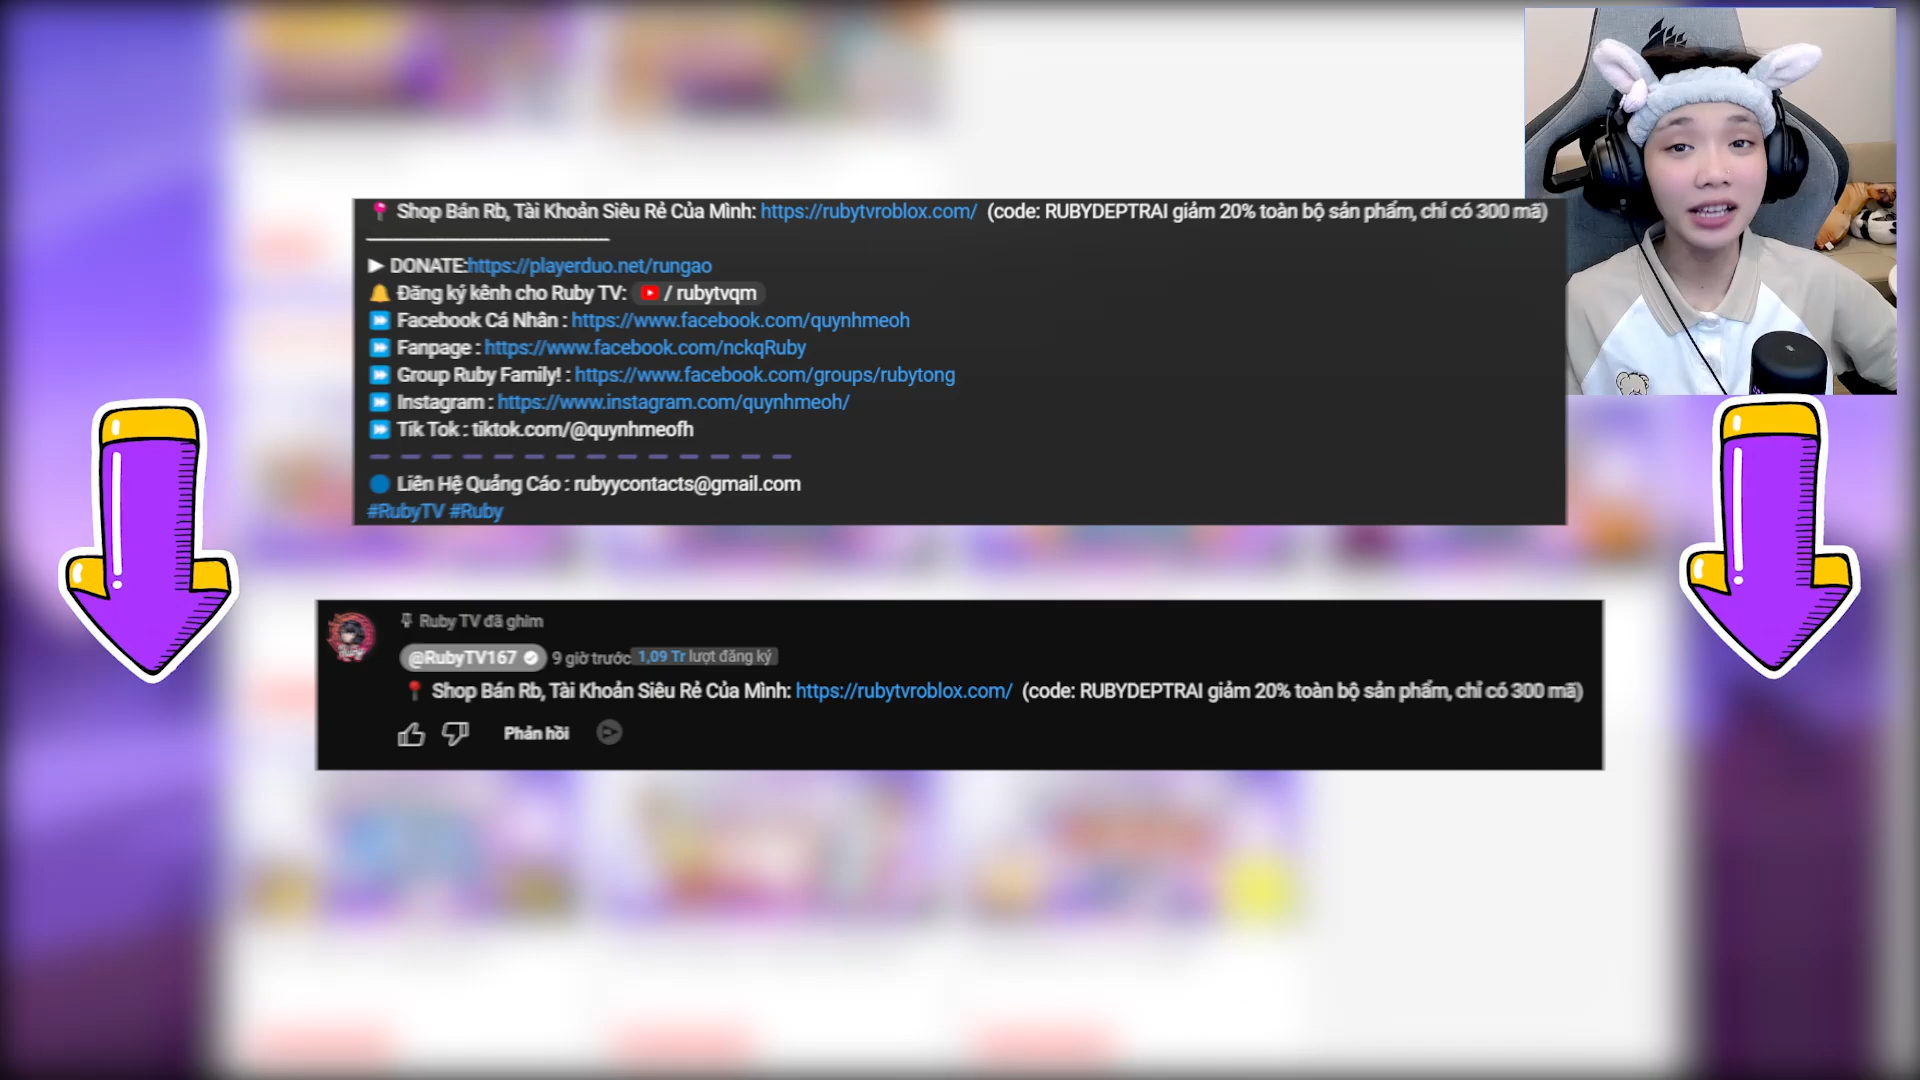 📍 Shop Bán Rb, Tài Khoản Siêu Rẻ Của Mình: https://rubytvroblox.com/ (code: RUBYDEPTRAI giảm 20% toàn bộ sản phẩm, chỉ có 300 mã)
▶ DONATE:https://playerduo.net/rungao
🔔 Đăng ký kênh cho Ruby TV: / rubytvqm
⏩ Facebook Cá Nhân : https://www.facebook.com/quynhmeoh
⏩ Fanpage : https://www.facebook.com/nckqRuby
⏩ Group Ruby Family! : https://www.facebook.com/groups/rubytong
⏩ Instagram : https://www.instagram.com/quynhmeoh/
⏩ Tik Tok : tiktok.com/@quynhmeofh
🔵 Liên Hệ Quảng Cáo : rubyycontacts@gmail.com
#RubyTV #Ruby
Ruby TV đã ghim
@RubyTV167 9 giờ trước 1,09 Tr lượt đăng ký
📍 Shop Bán Rb, Tài Khoản Siêu Rẻ Của Mình: https://rubytvroblox.com/ (code: RUBYDEPTRAI giảm 20% toàn bộ sản phẩm, chỉ có 300 mã)
Phản hồi